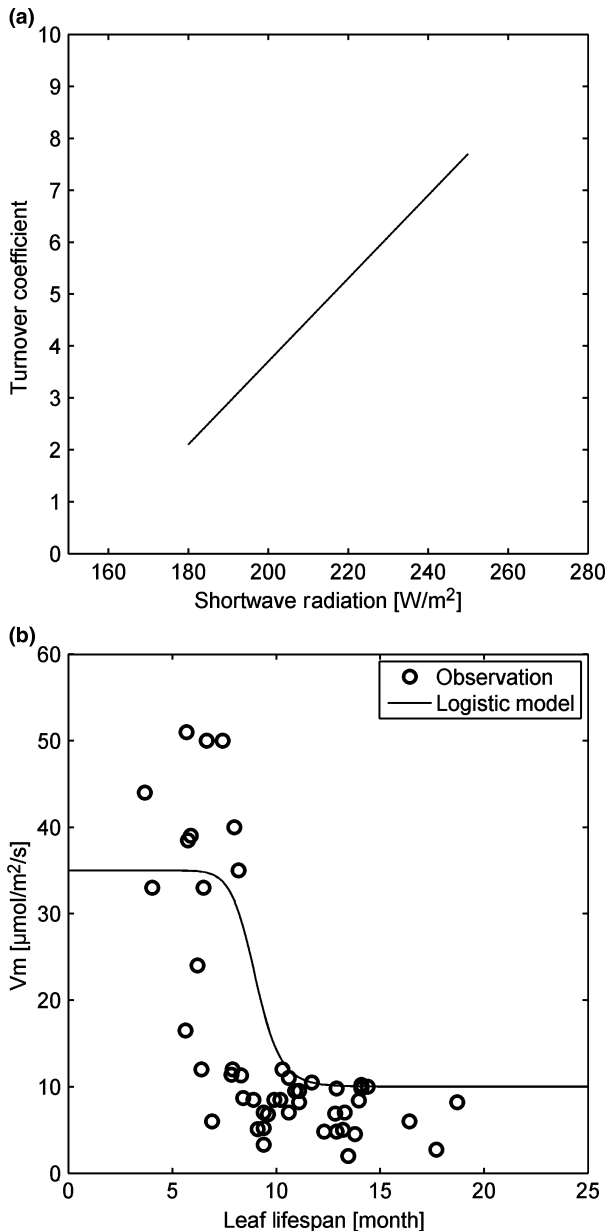 (a)
10
9
8
7
6
5
4
3
2
1
0
Turnover coefficient
160 180 200 220 240 260 280
Shortwave radiation [W/m²]
(b)
60
50
40
30
20
10
0
Vm [μmol/m²/s]
Observation
Logistic model
0 5 10 15 20 25
Leaf lifespan [month]